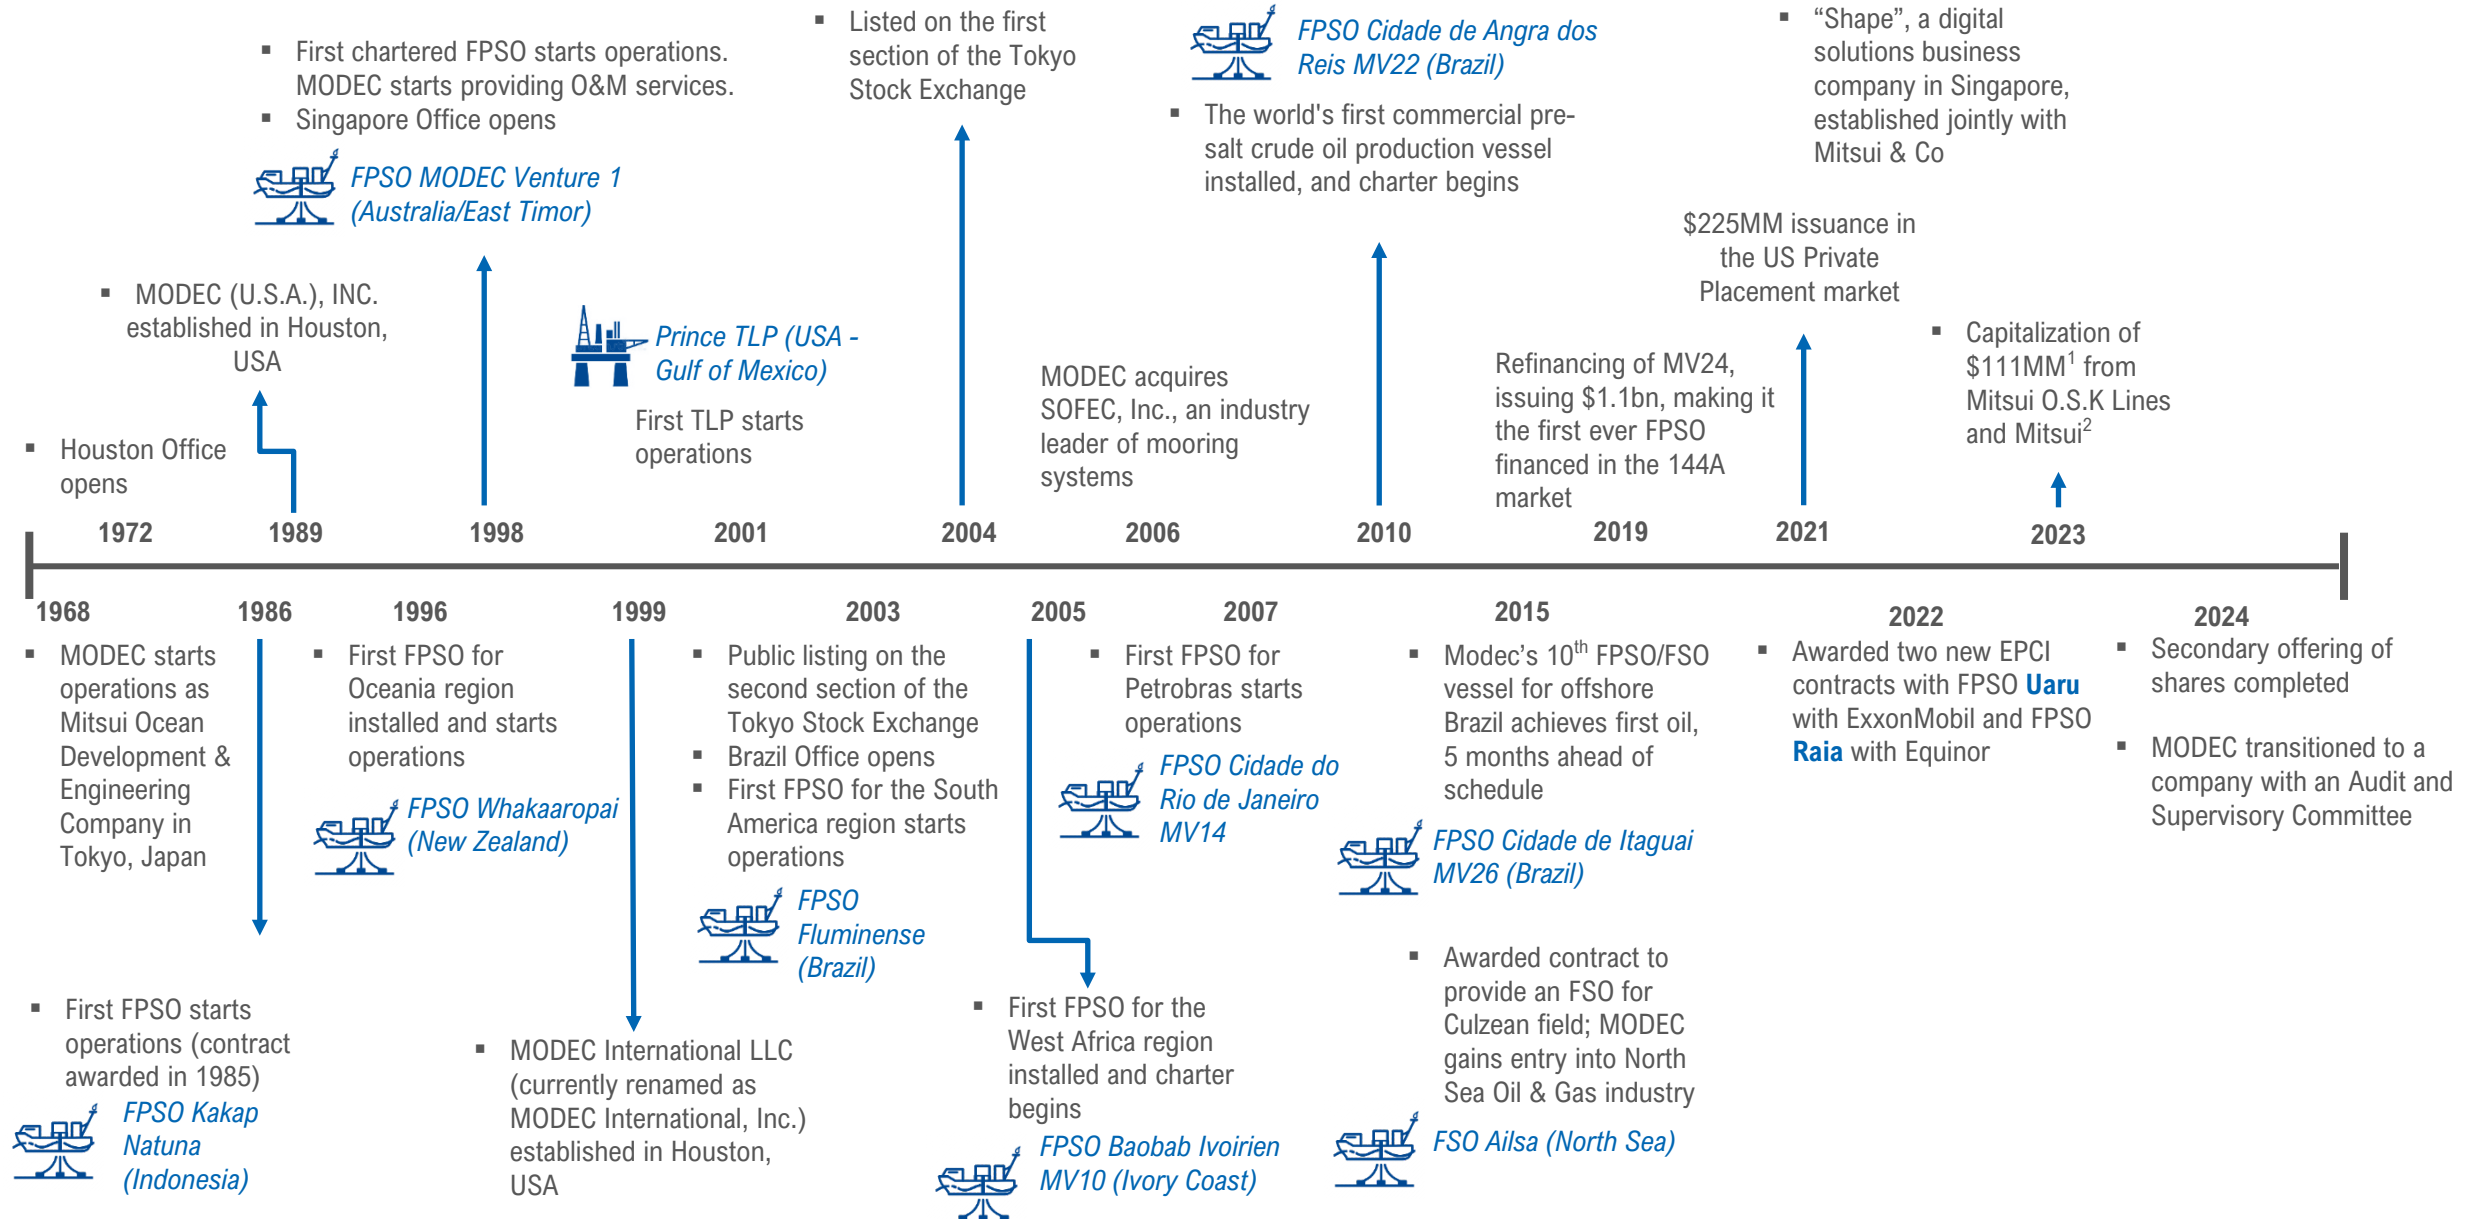 ▪ Houston Office
opens
1972
▪ MODEC (U.S.A.), INC.
established in Houston,
USA
1989
▪ First chartered FPSO starts operations.
MODEC starts providing O&M services.
▪ Singapore Office opens
FPSO MODEC Venture 1
(Australia/East Timor)
1998
Prince TLP (USA -
Gulf of Mexico)
First TLP starts
operations
2001
▪ Listed on the first
section of the Tokyo
Stock Exchange
2004
MODEC acquires
SOFEC, Inc., an industry
leader of mooring
systems
2006
FPSO Cidade de Angra dos
Reis MV22 (Brazil)
▪ The world's first commercial pre-
salt crude oil production vessel
installed, and charter begins
2010
Refinancing of MV24,
issuing $1.1bn, making it
the first ever FPSO
financed in the 144A
market
2019
▪ “Shape”, a digital
solutions business
company in Singapore,
established jointly with
Mitsui & Co
$225MM issuance in
the US Private
Placement market
2021
▪ Capitalization of
$111MM1 from
Mitsui O.S.K Lines
and Mitsui2
2023
1968
▪ MODEC starts
operations as
Mitsui Ocean
Development &
Engineering
Company in
Tokyo, Japan
1986
▪ First FPSO starts
operations (contract
awarded in 1985)
FPSO Kakap
Natuna
(Indonesia)
1996
▪ First FPSO for
Oceania region
installed and starts
operations
FPSO Whakaaropai
(New Zealand)
1999
▪ MODEC International LLC
(currently renamed as
MODEC International, Inc.)
established in Houston,
USA
2003
▪ Public listing on the
second section of the
Tokyo Stock Exchange
▪ Brazil Office opens
▪ First FPSO for the South
America region starts
operations
FPSO
Fluminense
(Brazil)
2005
▪ First FPSO for the
West Africa region
installed and charter
begins
FPSO Baobab Ivoirien
MV10 (Ivory Coast)
2007
▪ First FPSO for
Petrobras starts
operations
FPSO Cidade do
Rio de Janeiro
MV14
2015
▪ Modec’s 10th FPSO/FSO
vessel for offshore
Brazil achieves first oil,
5 months ahead of
schedule
FPSO Cidade de Itaguai
MV26 (Brazil)
▪ Awarded contract to
provide an FSO for
Culzean field; MODEC
gains entry into North
Sea Oil & Gas industry
FSO Ailsa (North Sea)
2022
▪ Awarded two new EPCI
contracts with FPSO Uaru
with ExxonMobil and FPSO
Raia with Equinor
2024
▪ Secondary offering of
shares completed
▪ MODEC transitioned to a
company with an Audit and
Supervisory Committee